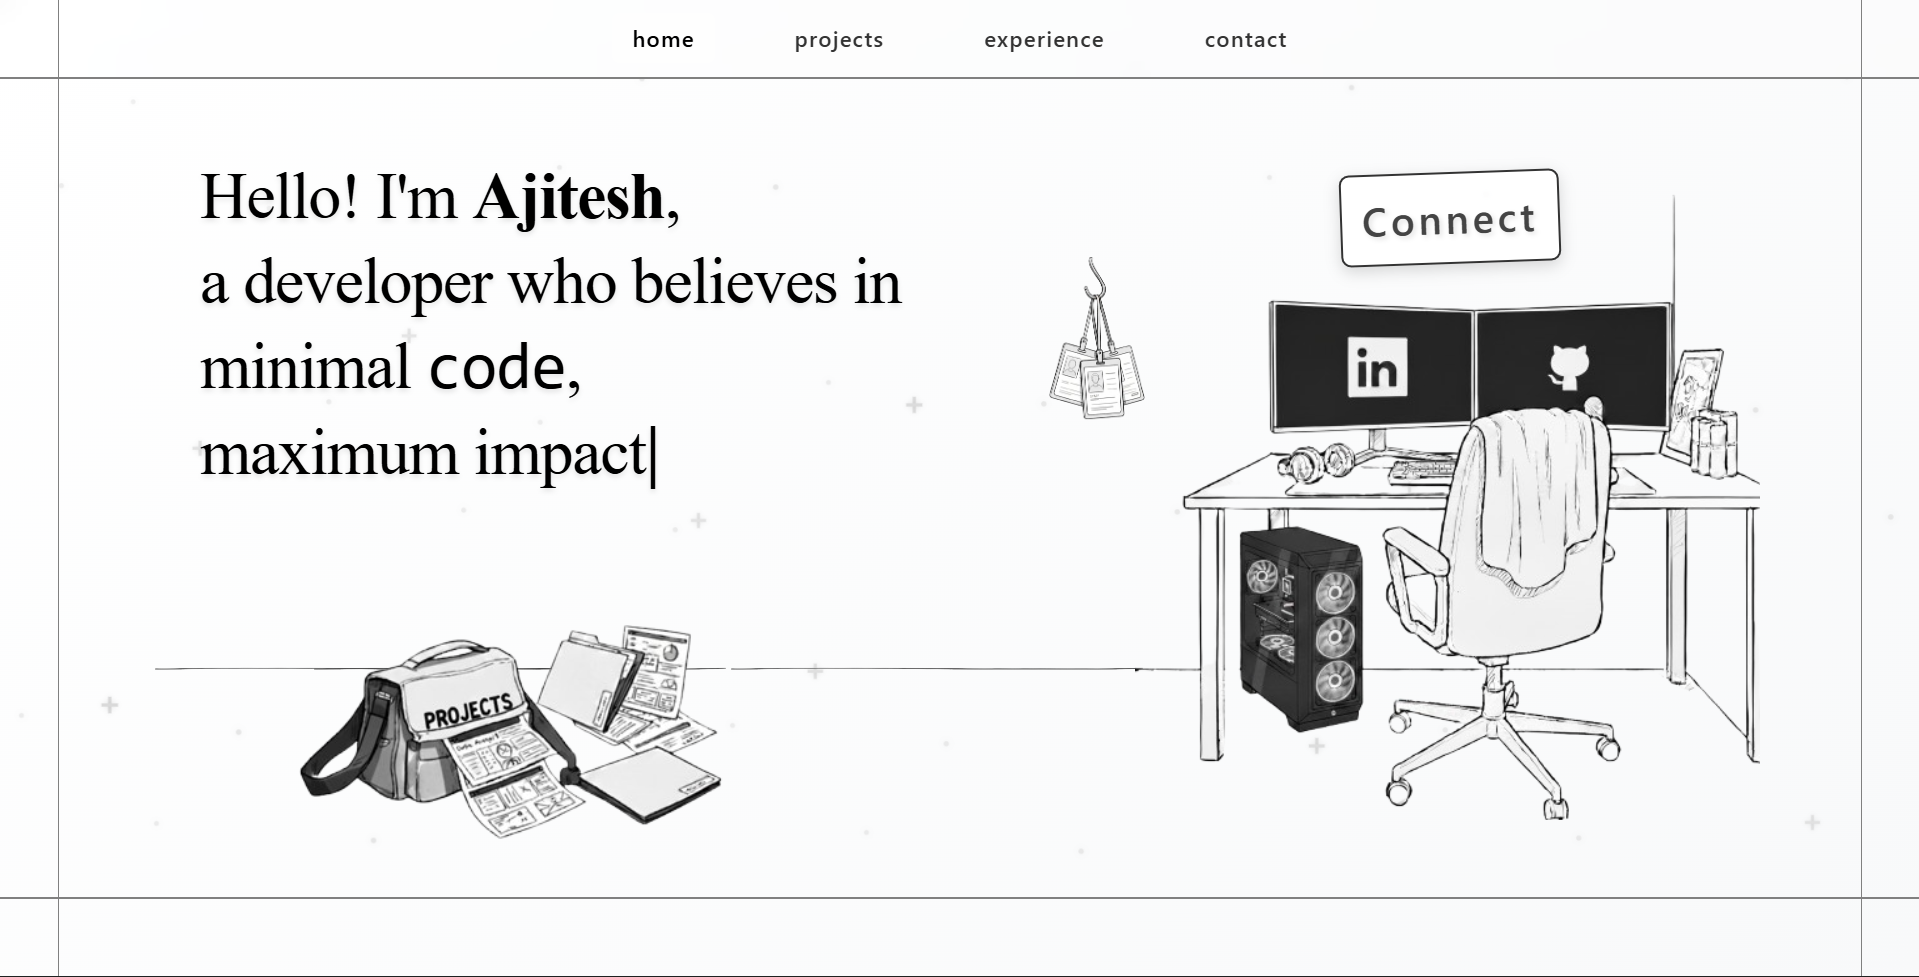 home projects experience contact
Hello! I'm Ajitesh,
a developer who believes in
minimal code,
maximum impact
Connect
in
PROJECTS